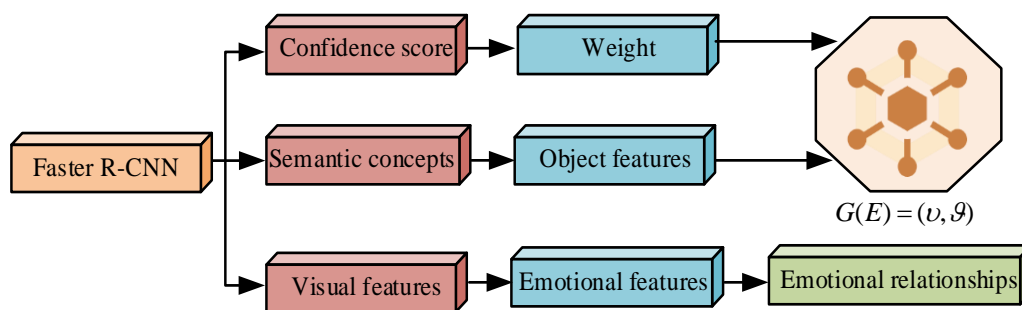 Confidence score
Weight
Faster R-CNN
Semantic concepts
Object features
G(E) = (υ, ϑ)
Visual features
Emotional features
Emotional relationships